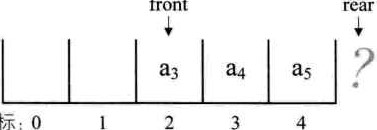 front rear
a₃ a₄ a₅ ?
标: 0 1 2 3 4